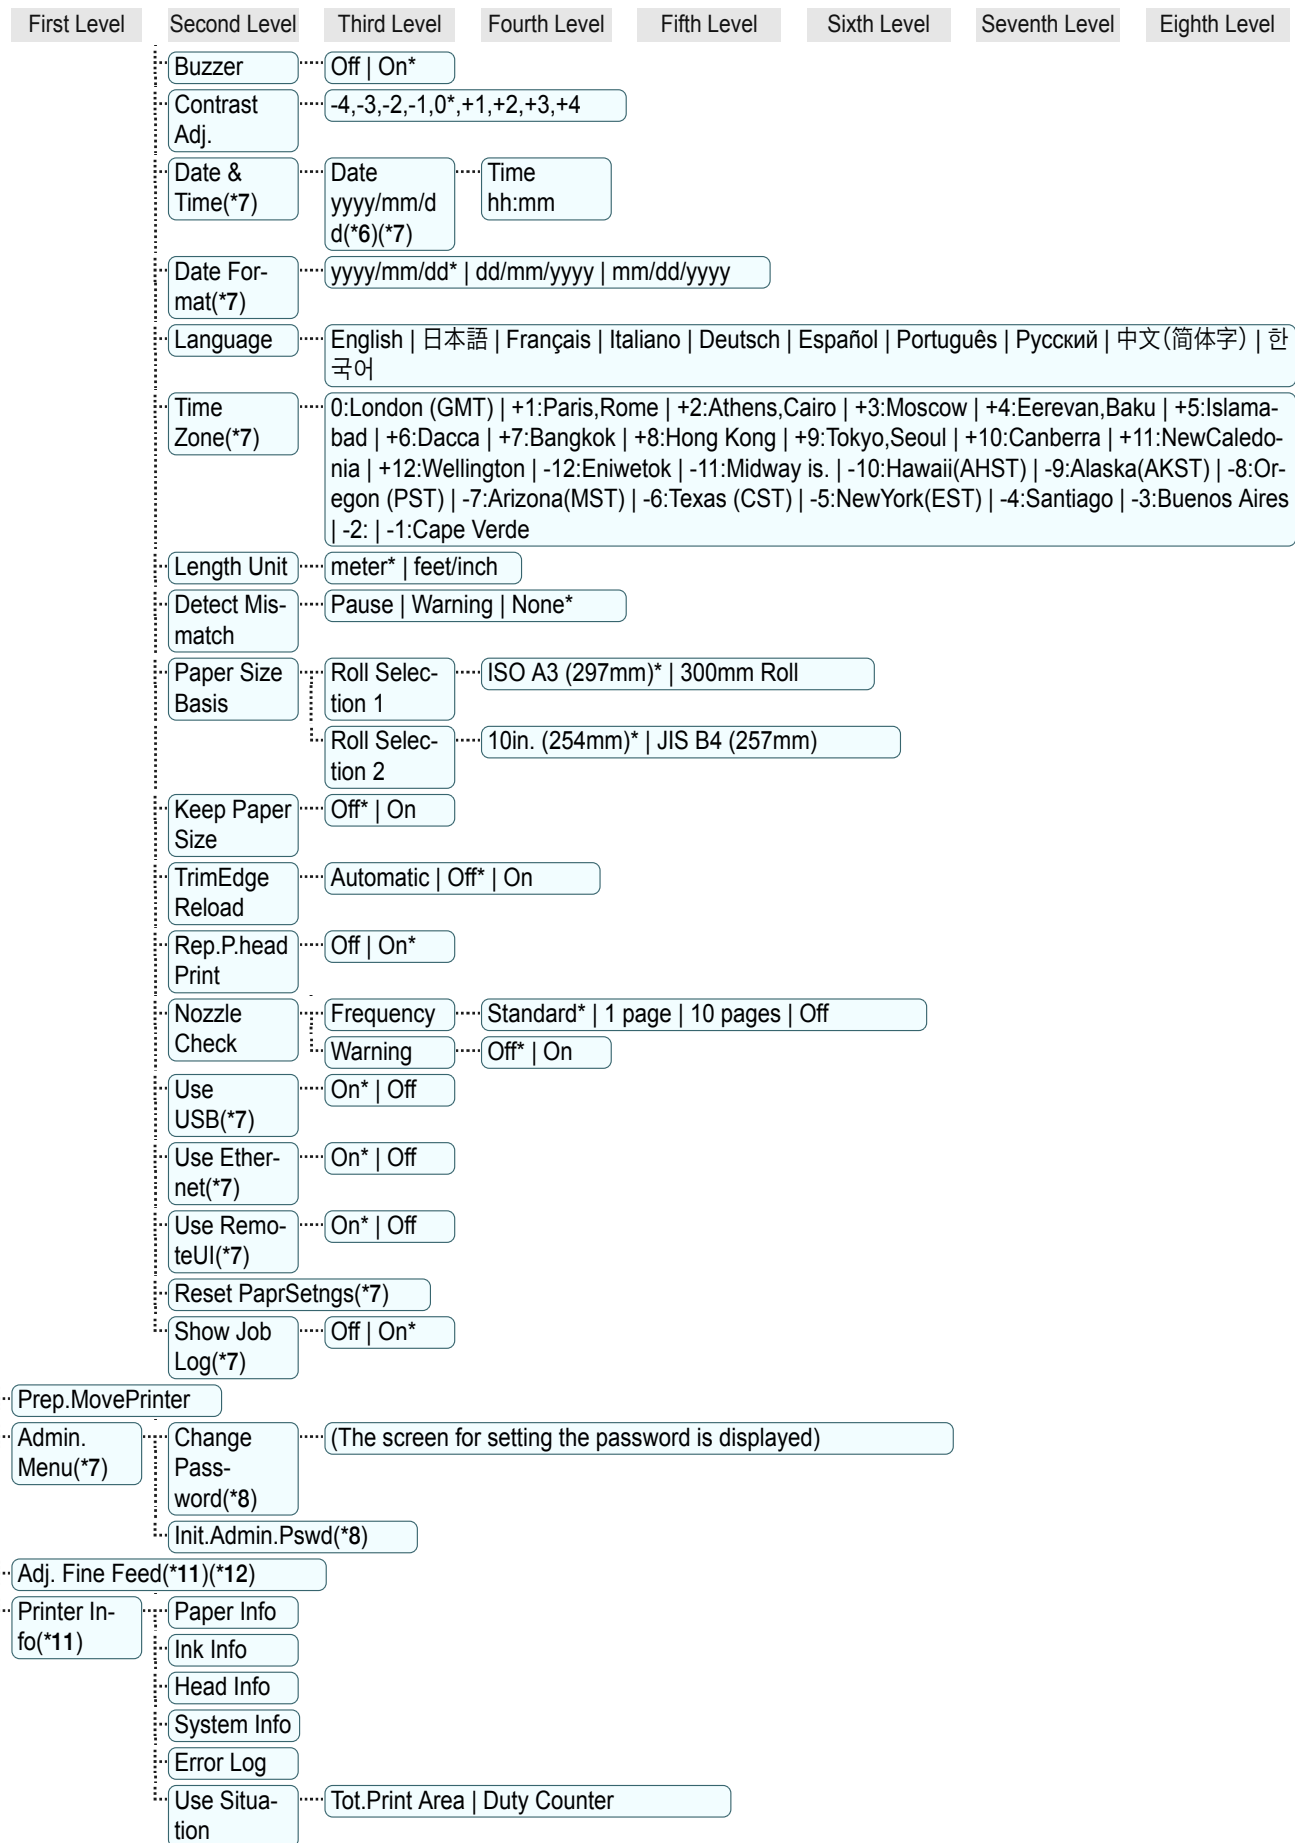 First Level Second Level Third Level Fourth Level Fifth Level Sixth Level Seventh Level Eighth Level
Buzzer Off | On*
Contrast -4,-3,-2,-1,0*,+1,+2,+3,+4
Adj.
Date & Date Time
Time(*7) yyyy/mm/d hh:mm
d(*6)(*7)
Date For- yyyy/mm/dd* | dd/mm/yyyy | mm/dd/yyyy
mat(*7)
Language English | 日本語 | Français | Italiano | Deutsch | Español | Português | Русский | 中文(简体字) | 한
국어
Time 0:London (GMT) | +1:Paris,Rome | +2:Athens,Cairo | +3:Moscow | +4:Eerevan,Baku | +5:Islama-
Zone(*7) bad | +6:Dacca | +7:Bangkok | +8:Hong Kong | +9:Tokyo,Seoul | +10:Canberra | +11:NewCaledo-
nia | +12:Wellington | -12:Eniwetok | -11:Midway is. | -10:Hawaii(AHST) | -9:Alaska(AKST) | -8:Or-
egon (PST) | -7:Arizona(MST) | -6:Texas (CST) | -5:NewYork(EST) | -4:Santiago | -3:Buenos Aires
| -2: | -1:Cape Verde
Length Unit meter* | feet/inch
Detect Mis- Pause | Warning | None*
match
Paper Size Roll Selec- ISO A3 (297mm)* | 300mm Roll
Basis tion 1
Roll Selec- 10in. (254mm)* | JIS B4 (257mm)
tion 2
Keep Paper Off* | On
Size
TrimEdge Automatic | Off* | On
Reload
Rep.P.head Off | On*
Print
Nozzle Frequency Standard* | 1 page | 10 pages | Off
Check
Warning Off* | On
Use On* | Off
USB(*7)
Use Ether- On* | Off
net(*7)
Use Remo- On* | Off
teUI(*7)
Reset PaprSetngs(*7)
Show Job Off | On*
Log(*7)
Prep.MovePrinter
Admin. Change (The screen for setting the password is displayed)
Menu(*7) Pass-
word(*8)
Init.Admin.Pswd(*8)
Adj. Fine Feed(*11)(*12)
Printer In- Paper Info
fo(*11)
Ink Info
Head Info
System Info
Error Log
Use Situa- Tot.Print Area | Duty Counter
tion